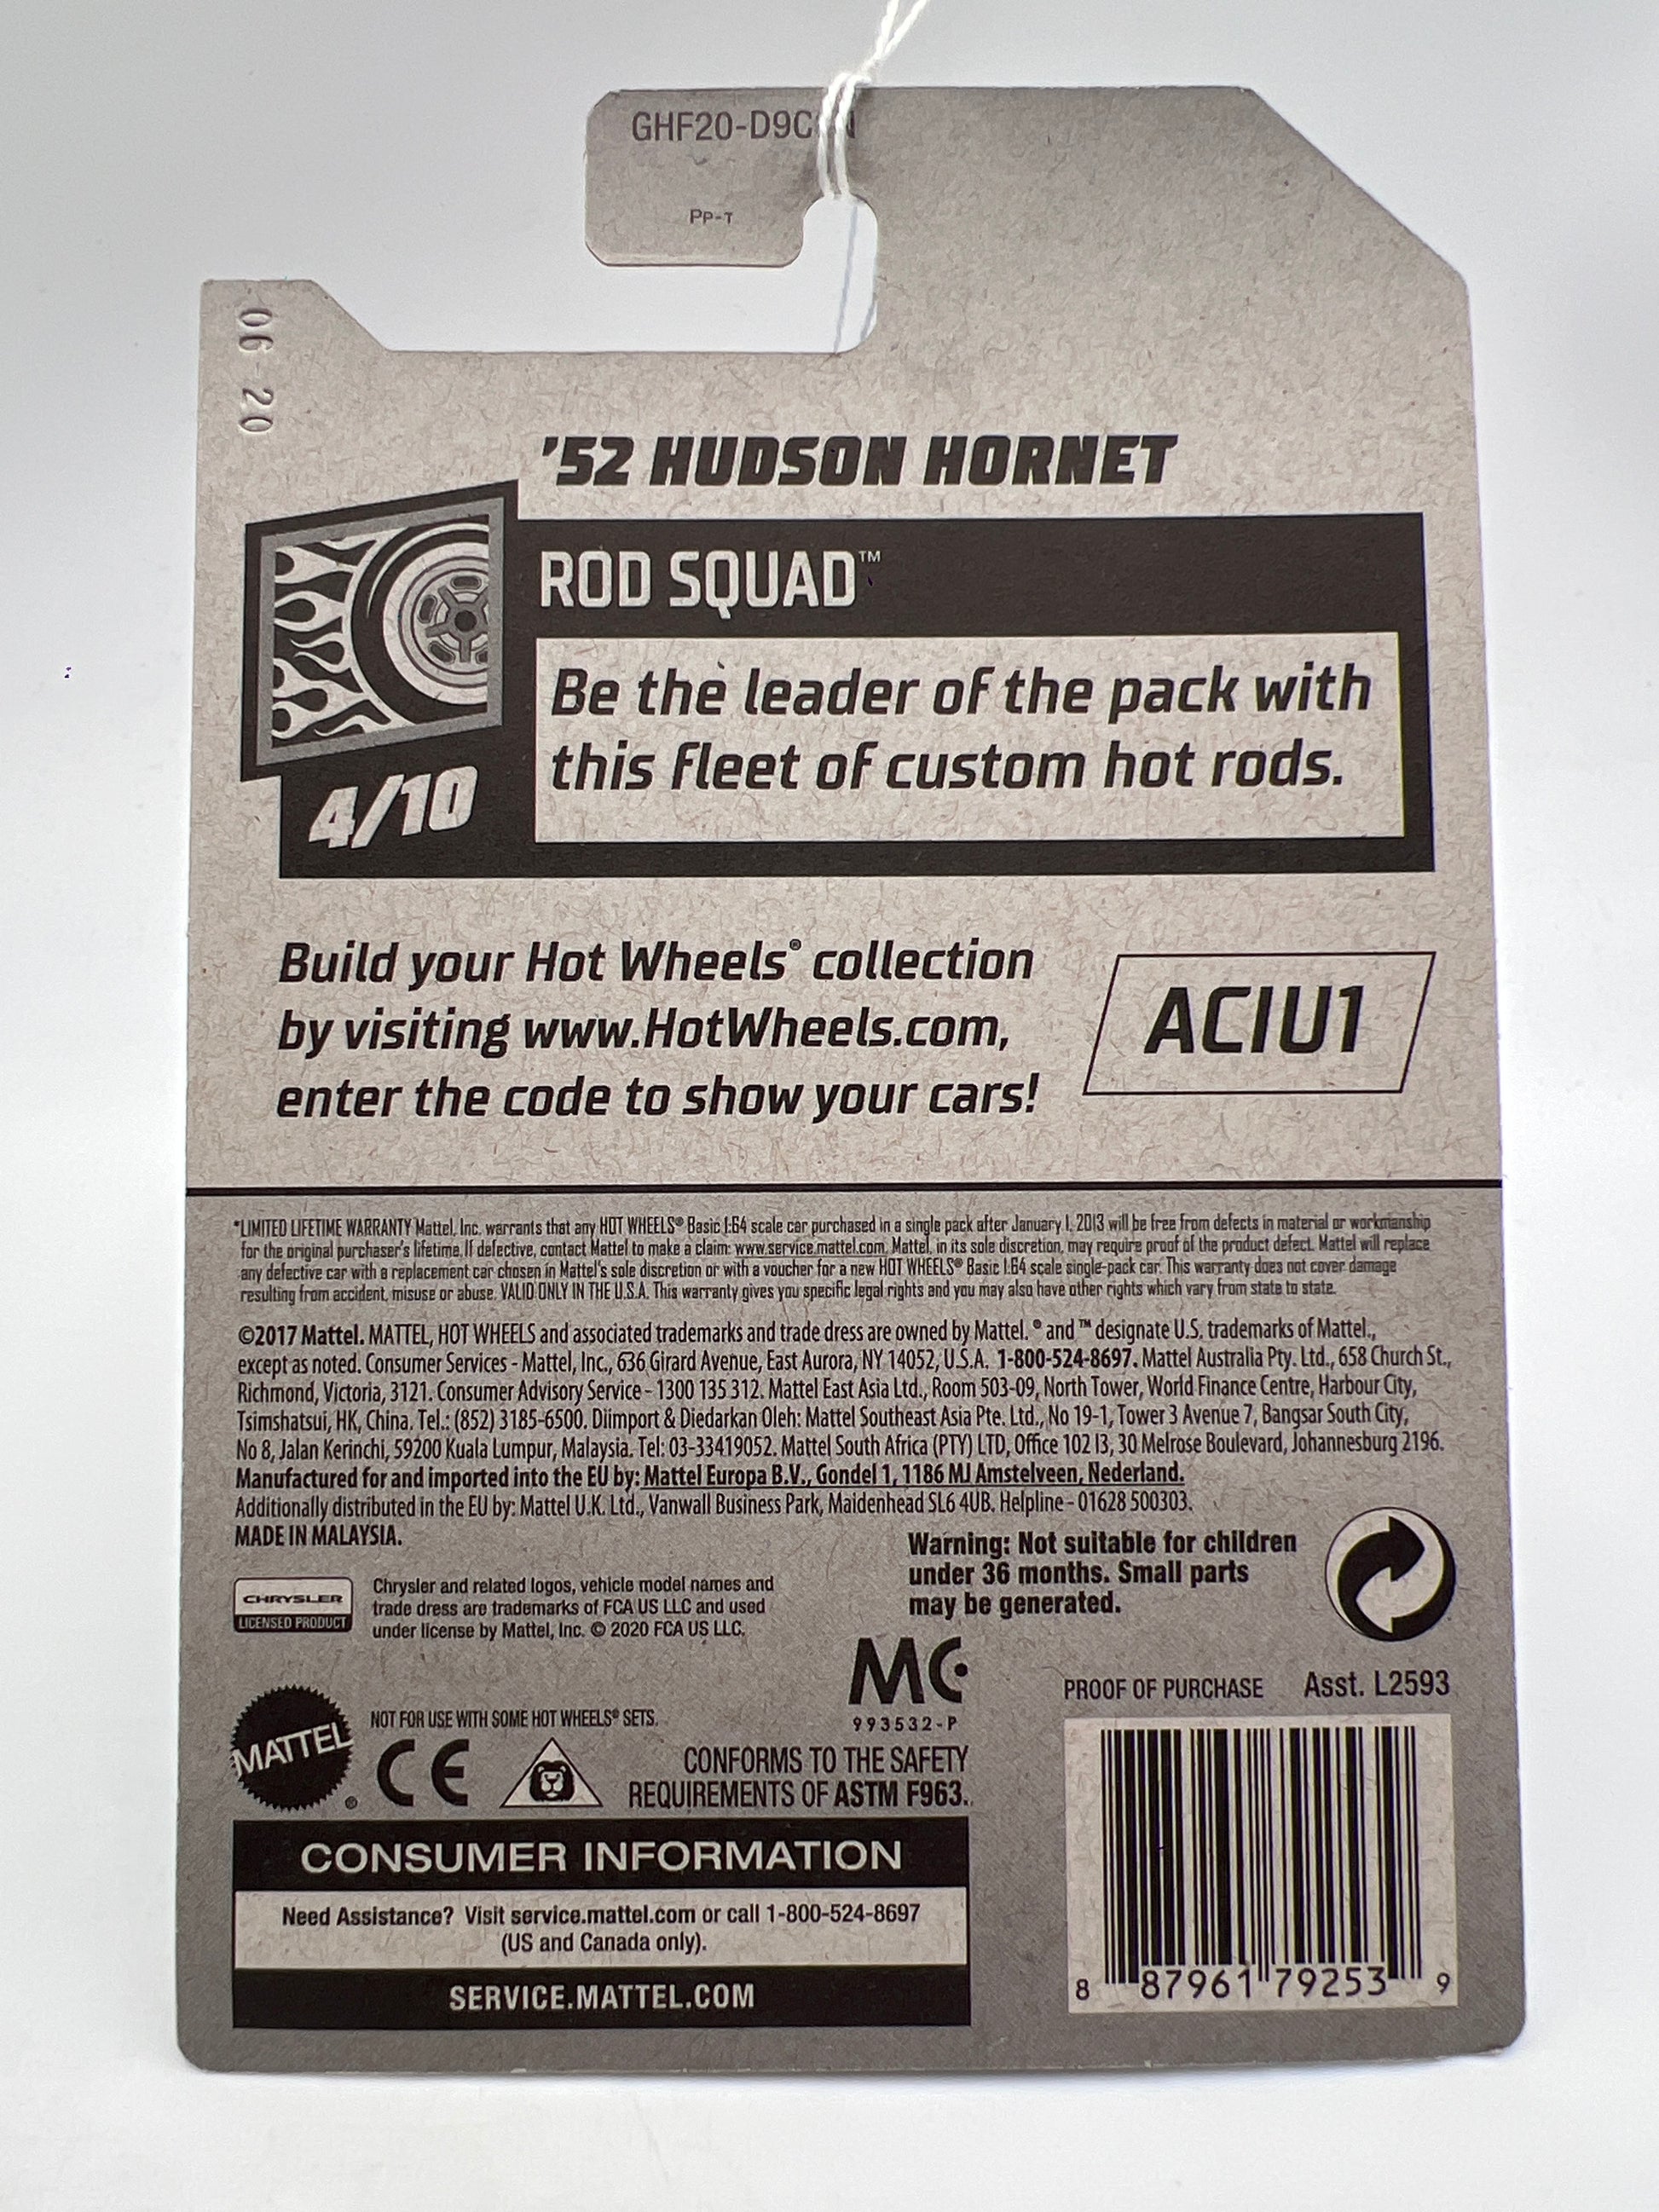 GHF20-D9C
Pp-T
06 20
'52 HUDSON HORNET
ROD SQUAD™
Be the leader of the pack with
this fleet of custom hot rods.
4/10
Build your Hot Wheels® collection
by visiting www.HotWheels.com,
enter the code to show your cars!
ACIU1
*LIMITED LIFETIME WARRANTY Mattel, Inc. warrants that any HOT WHEELS® Basic 1:64 scale car purchased in a single pack after January 1, 2013 will be free from defects in material or workmanship
for the original purchaser's lifetime. If defective, contact Mattel to make a claim: www.service.mattel.com. Mattel, in its sole discretion, may require proof of the product defect. Mattel will replace
any defective car with a replacement car chosen in Mattel's sole discretion or with a voucher for a new HOT WHEELS® Basic 1:64 scale single-pack car. This warranty does not cover damage
resulting from accident, misuse or abuse. VALID ONLY IN THE U.S.A. This warranty gives you specific legal rights and you may also have other rights which vary from state to state.
©2017 Mattel. MATTEL, HOT WHEELS and associated trademarks and trade dress are owned by Mattel. ® and ™ designate U.S. trademarks of Mattel.,
except as noted. Consumer Services - Mattel, Inc., 636 Girard Avenue, East Aurora, NY 14052, U.S.A. 1-800-524-8697. Mattel Australia Pty. Ltd., 658 Church St.,
Richmond, Victoria, 3121. Consumer Advisory Service - 1300 135 312. Mattel East Asia Ltd., Room 503-09, North Tower, World Finance Centre, Harbour City,
Tsimshatsui, HK, China. Tel.: (852) 3185-6500. Diimport & Diedarkan Oleh: Mattel Southeast Asia Pte. Ltd., No 19-1, Tower 3 Avenue 7, Bangsar South City,
No 8, Jalan Kerinchi, 59200 Kuala Lumpur, Malaysia. Tel: 03-33419052. Mattel South Africa (PTY) LTD, Office 102 I3, 30 Melrose Boulevard, Johannesburg 2196.
Manufactured for and imported into the EU by: Mattel Europa B.V., Gondel 1, 1186 MJ Amstelveen, Nederland.
Additionally distributed in the EU by: Mattel U.K. Ltd., Vanwall Business Park, Maidenhead SL6 4UB. Helpline - 01628 500303.
MADE IN MALAYSIA.
Warning: Not suitable for children
under 36 months. Small parts
may be generated.
CHRYSLER
LICENSED PRODUCT
Chrysler and related logos, vehicle model names and
trade dress are trademarks of FCA US LLC and used
under license by Mattel, Inc. © 2020 FCA US LLC.
MC
993532-P
PROOF OF PURCHASE Asst. L2593
MATTEL®
NOT FOR USE WITH SOME HOT WHEELS® SETS.
CE
CONFORMS TO THE SAFETY
REQUIREMENTS OF ASTM F963.
CONSUMER INFORMATION
Need Assistance? Visit service.mattel.com or call 1-800-524-8697
(US and Canada only).
SERVICE.MATTEL.COM
8 87961 79253 9